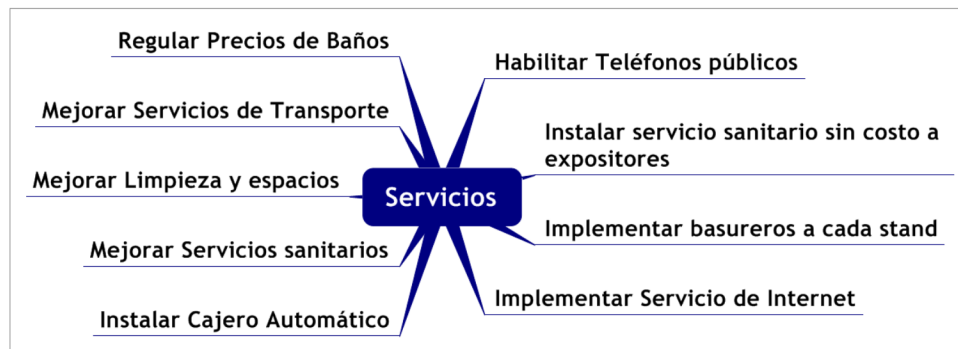 Regular Precios de Baños
Mejorar Servicios de Transporte
Mejorar Limpieza y espacios
Mejorar Servicios sanitarios
Instalar Cajero Automático
Servicios
Habilitar Teléfonos públicos
Instalar servicio sanitario sin costo a
expositores
Implementar basureros a cada stand
Implementar Servicio de Internet